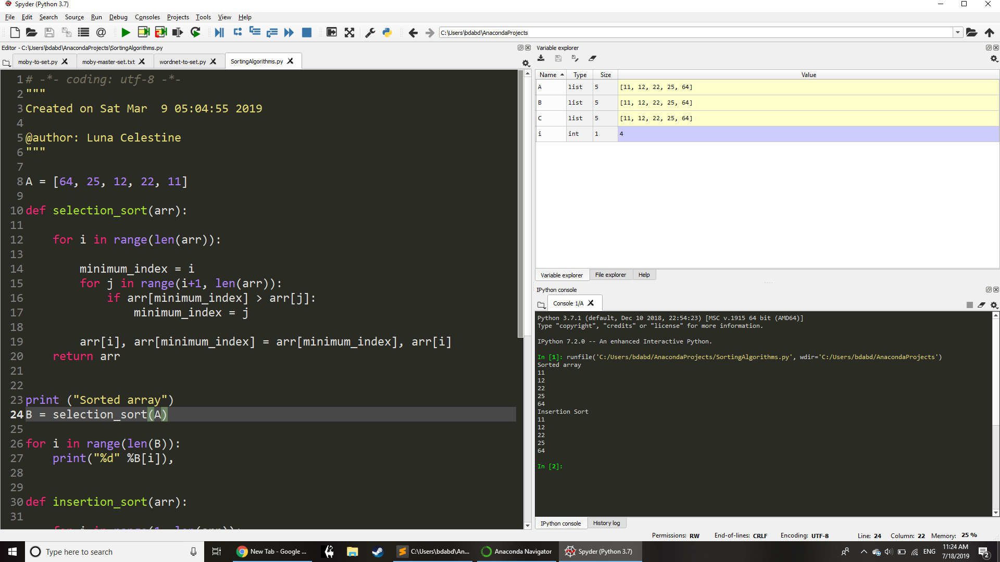 Spyder (Python 3.7)
File Edit Search Source Run Debug Consoles Projects Tools View Help
C:\Users\bdabd\AnacondaProjects
Editor - C:\Users\bdabd\AnacondaProjects\SortingAlgorithms.py
moby-to-set.py moby-master-set.txt wordnet-to-set.py SortingAlgorithms.py
1 # -*- coding: utf-8 -*-
2 """
3 Created on Sat Mar  9 05:04:55 2019
4
5 @author: Luna Celestine
6 """
7
8 A = [64, 25, 12, 22, 11]
9
10 def selection_sort(arr):
11
12     for i in range(len(arr)):
13
14         minimum_index = i
15         for j in range(i+1, len(arr)):
16             if arr[minimum_index] > arr[j]:
17                 minimum_index = j
18
19         arr[i], arr[minimum_index] = arr[minimum_index], arr[i]
20     return arr
21
22
23 print ("Sorted array")
24 B = selection_sort(A)
25
26 for i in range(len(B)):
27     print("%d" %B[i]),
28
29
30 def insertion_sort(arr):
31
for i in range(1, len(arr)):
Variable explorer
Name Type Size Value
A list 5 [11, 12, 22, 25, 64]
B list 5 [11, 12, 22, 25, 64]
C list 5 [11, 12, 22, 25, 64]
i int 1 4
Variable explorer File explorer Help
IPython console
Console 1/A
Python 3.7.1 (default, Dec 10 2018, 22:54:23) [MSC v.1915 64 bit (AMD64)]
Type "copyright", "credits" or "license" for more information.
IPython 7.2.0 -- An enhanced Interactive Python.
In [1]: runfile('C:/Users/bdabd/AnacondaProjects/SortingAlgorithms.py', wdir='C:/Users/bdabd/AnacondaProjects')
Sorted array
11
12
22
25
64
Insertion Sort
11
12
22
25
64
In [2]:
IPython console History log
Permissions: RW End-of-lines: CRLF Encoding: UTF-8 Line: 24 Column: 22 Memory: 25 %
Type here to search
New Tab - Google ...
C:\Users\bdabd\An...
Anaconda Navigator
Spyder (Python 3.7)
ENG
11:24 AM
7/18/2019
2